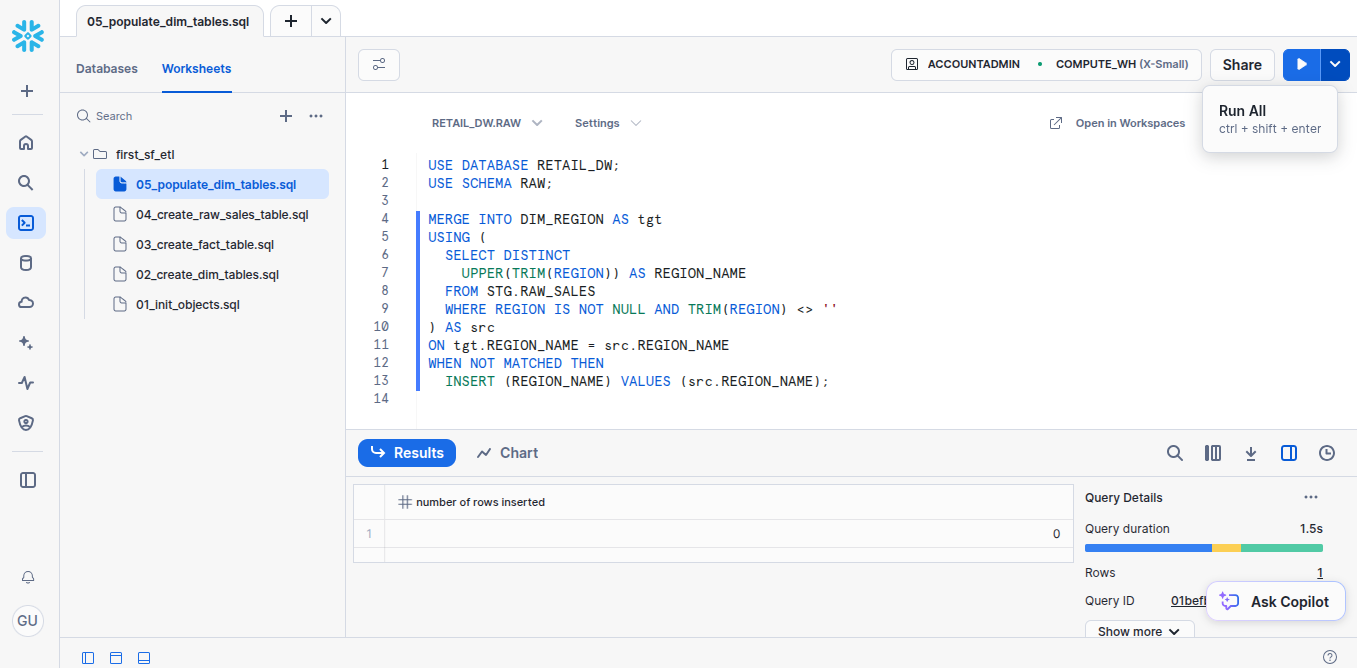 05_populate_dim_tables.sql
Databases
Worksheets
ACCOUNTADMIN
COMPUTE_WH (X-Small)
Share
Search
Run All
ctrl + shift + enter
RETAIL_DW.RAW
Settings
Open in Workspaces
first_sf_etl
05_populate_dim_tables.sql
04_create_raw_sales_table.sql
03_create_fact_table.sql
02_create_dim_tables.sql
01_init_objects.sql
1 USE DATABASE RETAIL_DW;
2 USE SCHEMA RAW;
3
4 MERGE INTO DIM_REGION AS tgt
5 USING (
6 SELECT DISTINCT
7 UPPER(TRIM(REGION)) AS REGION_NAME
8 FROM STG.RAW_SALES
9 WHERE REGION IS NOT NULL AND TRIM(REGION) <> ''
10 ) AS src
11 ON tgt.REGION_NAME = src.REGION_NAME
12 WHEN NOT MATCHED THEN
13 INSERT (REGION_NAME) VALUES (src.REGION_NAME);
14
Results
Chart
number of rows inserted
1 0
Query Details
Query duration 1.5s
Rows 1
Query ID
Ask Copilot
Show more
GU